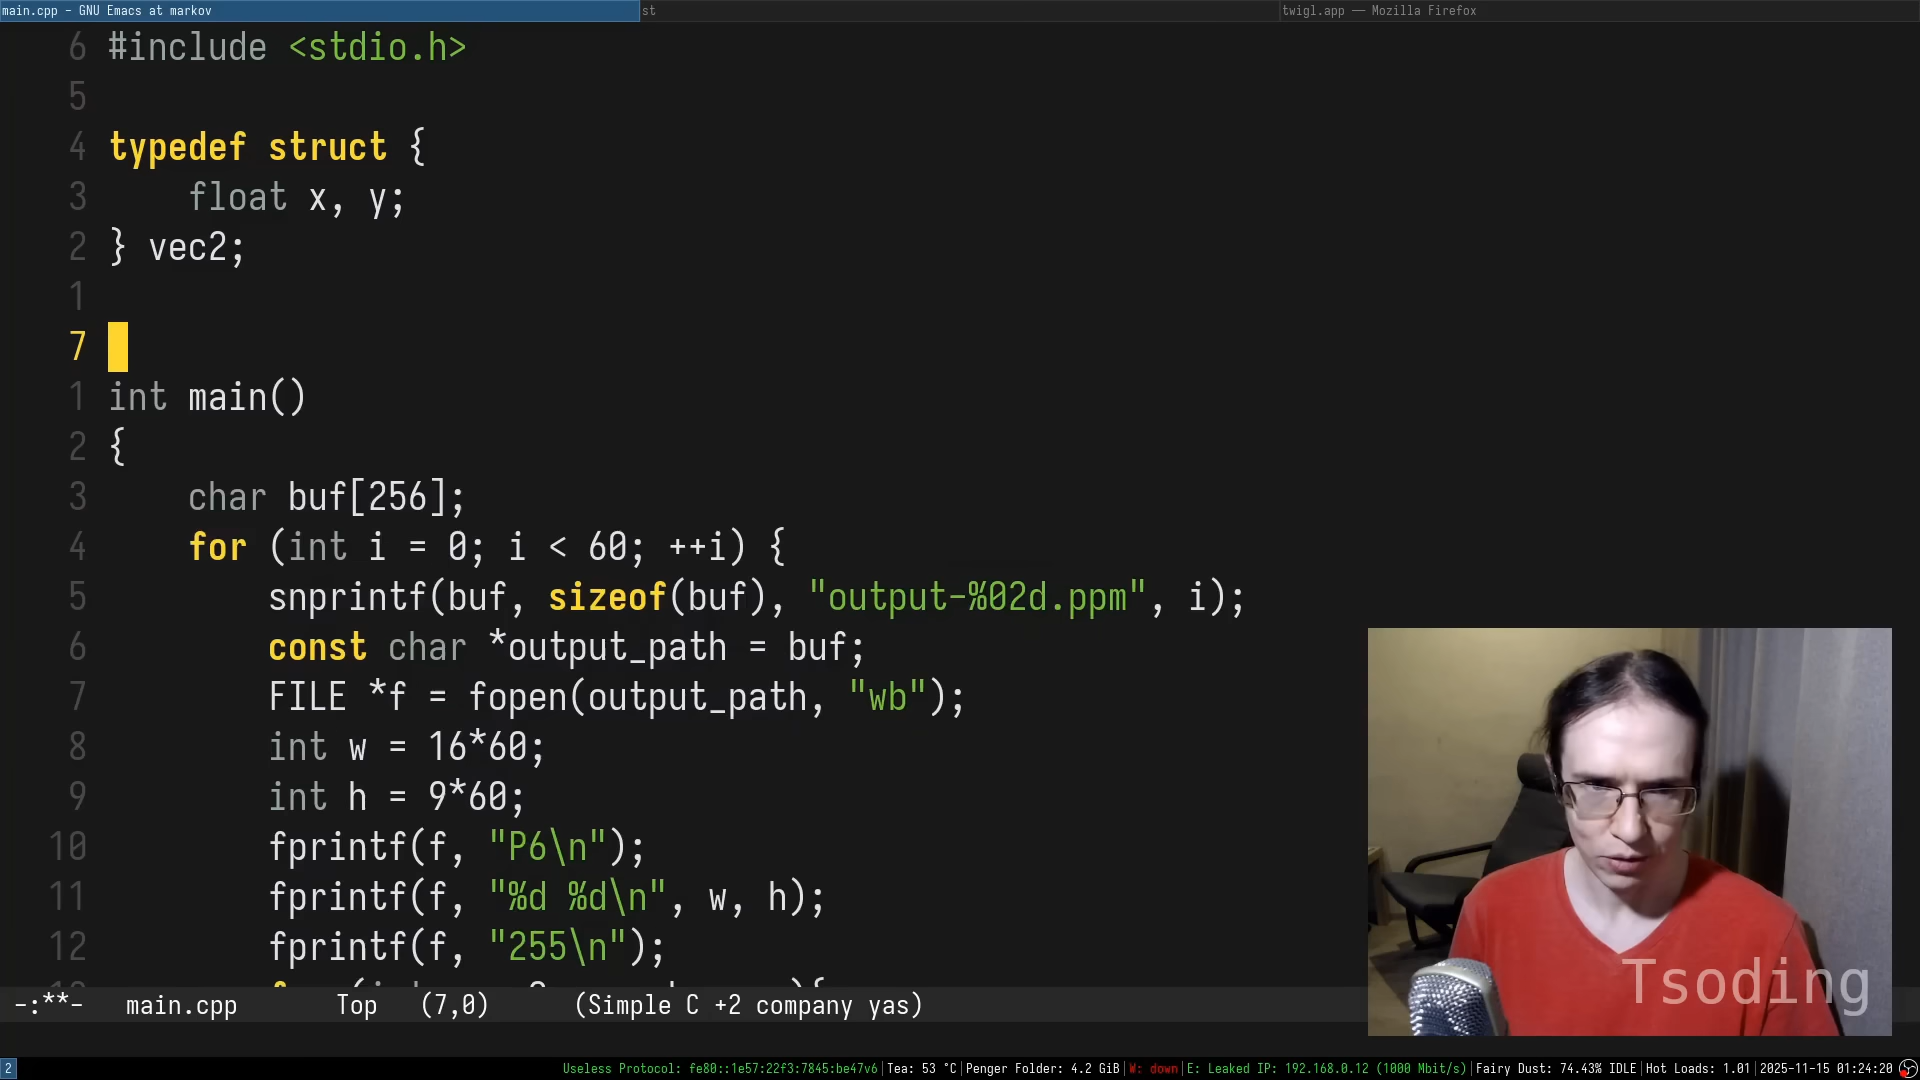 main.cpp - GNU Emacs at markov
st
twigl.app — Mozilla Firefox
6 #include <stdio.h>
5
4 typedef struct {
3     float x, y;
2 } vec2;
1
7
1 int main()
2 {
3     char buf[256];
4     for (int i = 0; i < 60; ++i) {
5         snprintf(buf, sizeof(buf), "output-%02d.ppm", i);
6         const char *output_path = buf;
7         FILE *f = fopen(output_path, "wb");
8         int w = 16*60;
9         int h = 9*60;
10         fprintf(f, "P6\n");
11         fprintf(f, "%d %d\n", w, h);
12         fprintf(f, "255\n");
-:**-   main.cpp        Top   (7,0)      (Simple C +2 company yas)
Tsoding
2
Useless Protocol: fe80::1e57:22f3:7845:be47v6|Tea: 53 °C|Penger Folder: 4.2 GiB|W: down|E: Leaked IP: 192.168.0.12 (1000 Mbit/s)|Fairy Dust: 74.43% IDLE|Hot Loads: 1.01|2025-11-15 01:24:20